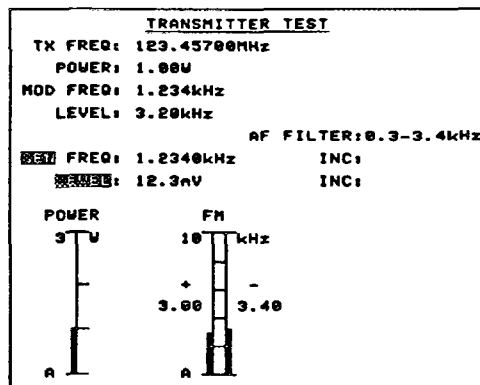 TRANSMITTER TEST
TX FREQ: 123.45700MHz
POWER: 1.00W
MOD FREQ: 1.234kHz
LEVEL: 3.20kHz
AF FILTER:0.3-3.4kHz
FREQ: 1.2340kHz INC:
LEVEL: 12.3mV INC:
POWER FM
3 W 10 kHz
+ -
3.00 3.40
A A